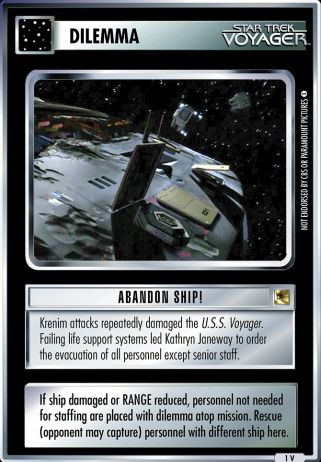 DILEMMA
STAR TREK
VOYAGER
NOT ENDORSED BY CBS OR PARAMOUNT PICTURES
ABANDON SHIP!
Krenim attacks repeatedly damaged the U.S.S. Voyager.
Failing life support systems led Kathryn Janeway to order
the evacuation of all personnel except senior staff.
If ship damaged or RANGE reduced, personnel not needed
for staffing are placed with dilemma atop mission. Rescue
(opponent may capture) personnel with different ship here.
1 V